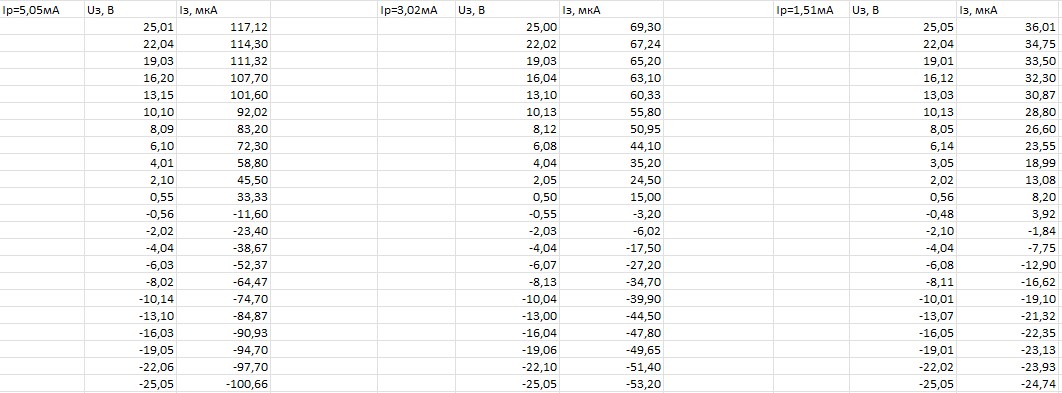 Iр=5,05мА Uз, В Iз, мкА Iр=3,02мА Uз, В Iз, мкА Iр=1,51мА Uз, В Iз, мкА
25,01 117,12 25,00 69,30 25,05 36,01
22,04 114,30 22,02 67,24 22,04 34,75
19,03 111,32 19,03 65,20 19,01 33,50
16,20 107,70 16,04 63,10 16,12 32,30
13,15 101,60 13,10 60,33 13,03 30,87
10,10 92,02 10,13 55,80 10,13 28,80
8,09 83,20 8,12 50,95 8,05 26,60
6,10 72,30 6,08 44,10 6,14 23,55
4,01 58,80 4,04 35,20 3,05 18,99
2,10 45,50 2,05 24,50 2,02 13,08
0,55 33,33 0,50 15,00 0,56 8,20
-0,56 -11,60 -0,55 -3,20 -0,48 3,92
-2,02 -23,40 -2,03 -6,02 -2,10 -1,84
-4,04 -38,67 -4,04 -17,50 -4,04 -7,75
-6,03 -52,37 -6,07 -27,20 -6,08 -12,90
-8,02 -64,47 -8,13 -34,70 -8,11 -16,62
-10,14 -74,70 -10,04 -39,90 -10,01 -19,10
-13,10 -84,87 -13,00 -44,50 -13,07 -21,32
-16,03 -90,93 -16,04 -47,80 -16,05 -22,35
-19,05 -94,70 -19,06 -49,65 -19,01 -23,13
-22,06 -97,70 -22,10 -51,40 -22,02 -23,93
-25,05 -100,66 -25,05 -53,20 -25,05 -24,74